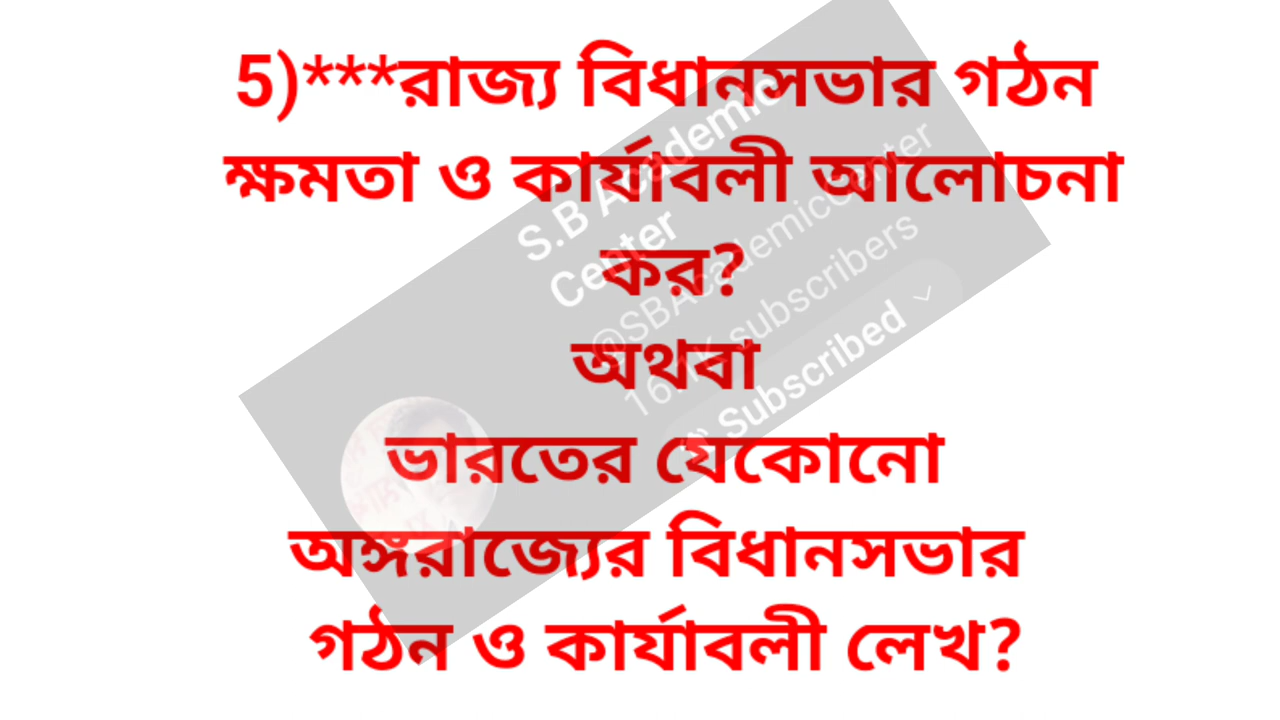 5)***রাজ্য বিধানসভার গঠন
ক্ষমতা ও কার্যাবলী আলোচনা
কর?
অথবা
ভারতের যেকোনো
অঙ্গরাজ্যের বিধানসভার
গঠন ও কার্যাবলী লেখ?
S.B Academic
Center
@SBAcademicCenter
subscribers
Subscribed